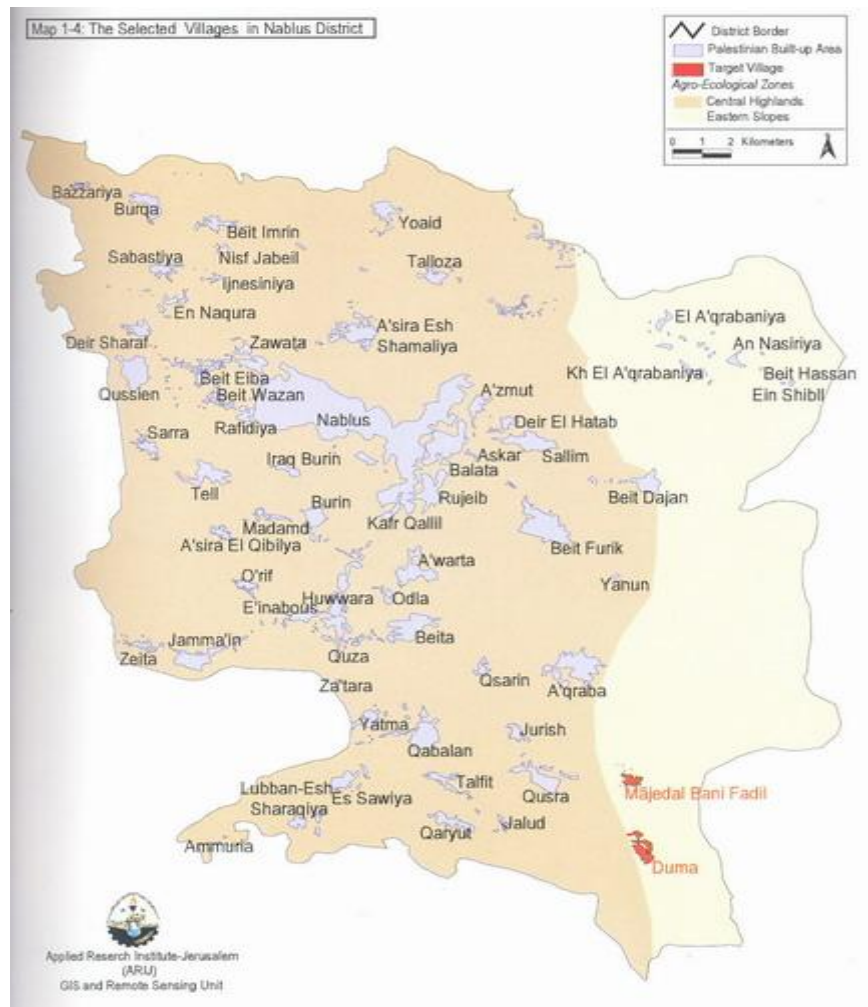 Map 1-4: The Selected Villages in Nablus District
District Border
Palestinian Built-up Area
Target Village
Agro-Ecological Zones
Central Highlands
Eastern Slopes
0 1 2 Kilometers
Bazzariya
Burqa
Beit Imrin
Yoaid
Sabastiya
Nisf Jabeil
Talloza
Ijnesiniya
En Naqura
El A'qrabaniya
A'sira Esh
Shamaliya
Deir Sharaf
Zawata
An Nasiriya
Kh El A'qrabaniya
Beit Hassan
Ein Shibll
Beit Eiba
Qussien
Beit Wazan
A'zmut
Nablus
Rafidiya
Deir El Hatab
Sarra
Iraq Burin
Askar
Sallim
Balata
Tell
Rujeib
Beit Dajan
Burin
Madamd
Kafr Qallil
A'sira El Qibilya
Beit Furik
A'warta
O'rif
Yanun
Huwwara
Odla
E'inabous
Jamma'in
Beita
Zeita
Quza
Qsarin
Za'tara
A'qraba
Yatma
Jurish
Qabalan
Lubban-Esh
Sharaqiya
Es Sawiya
Talfit
Qusra
Majedal Bani Fadil
Qaryut
Jalud
Ammuria
Duma
Applied Reserch Institute-Jerusalem
(ARIJ)
GIS and Remote Sensing Unit